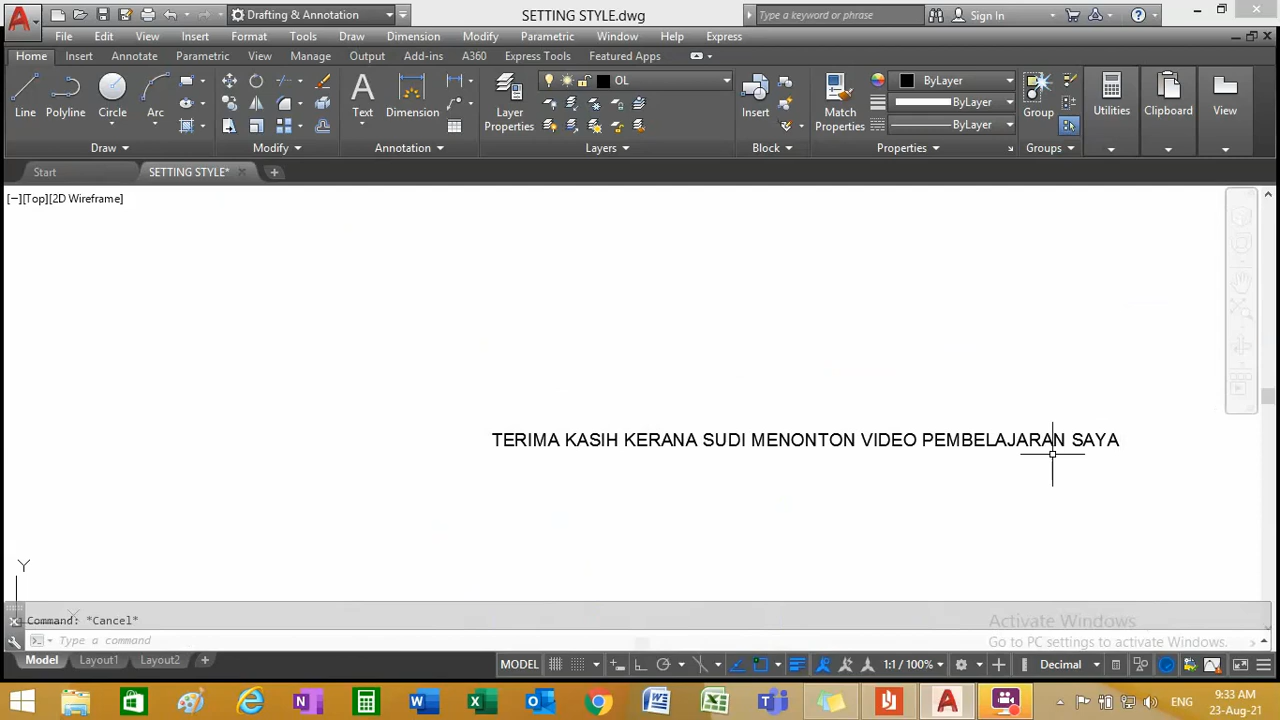 Drafting & Annotation
SETTING STYLE.dwg
Type a keyword or phrase
Sign In
File Edit View Insert Format Tools Draw Dimension Modify Parametric Window Help Express
Home Insert Annotate Parametric View Manage Output Add-ins A360 Express Tools Featured Apps
OL
ByLayer
ByLayer
ByLayer
Line Polyline Circle Arc Text Dimension Layer Properties Insert Match Properties Group Utilities Clipboard View
Draw Modify Annotation Layers Block Properties Groups
Start SETTING STYLE*
[−][Top][2D Wireframe]
TERIMA KASIH KERANA SUDI MENONTON VIDEO PEMBELAJARAN SAYA
Y
X
Command: *Cancel*
Type a command
Activate Windows
Go to PC settings to activate Windows.
Model Layout1 Layout2 MODEL 1:1 / 100% Decimal
ENG
9:33 AM
23-Aug-21